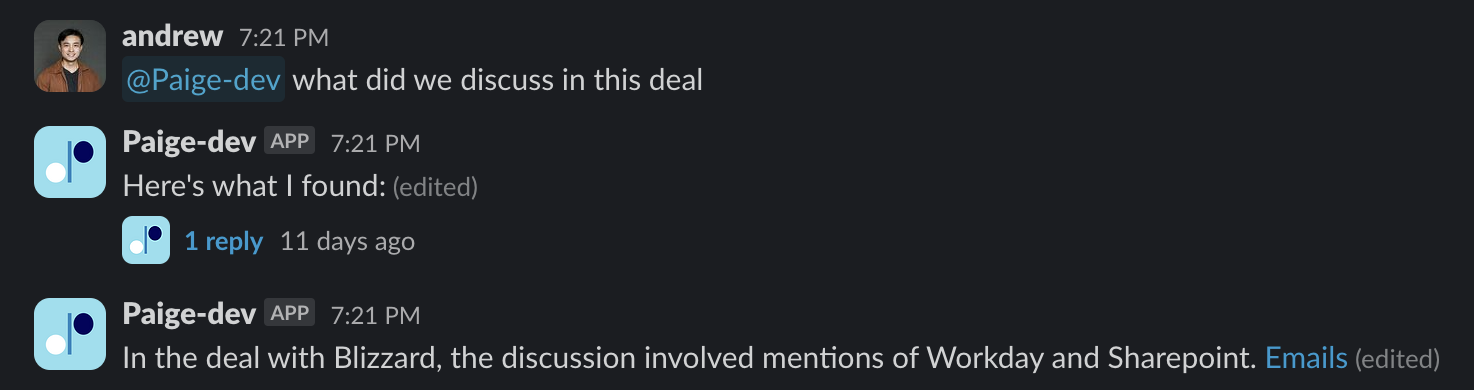 andrew 7:21 PM
@Paige-dev what did we discuss in this deal
Paige-dev APP 7:21 PM
Here's what I found: (edited)
1 reply 11 days ago
Paige-dev APP 7:21 PM
In the deal with Blizzard, the discussion involved mentions of Workday and Sharepoint. Emails (edited)